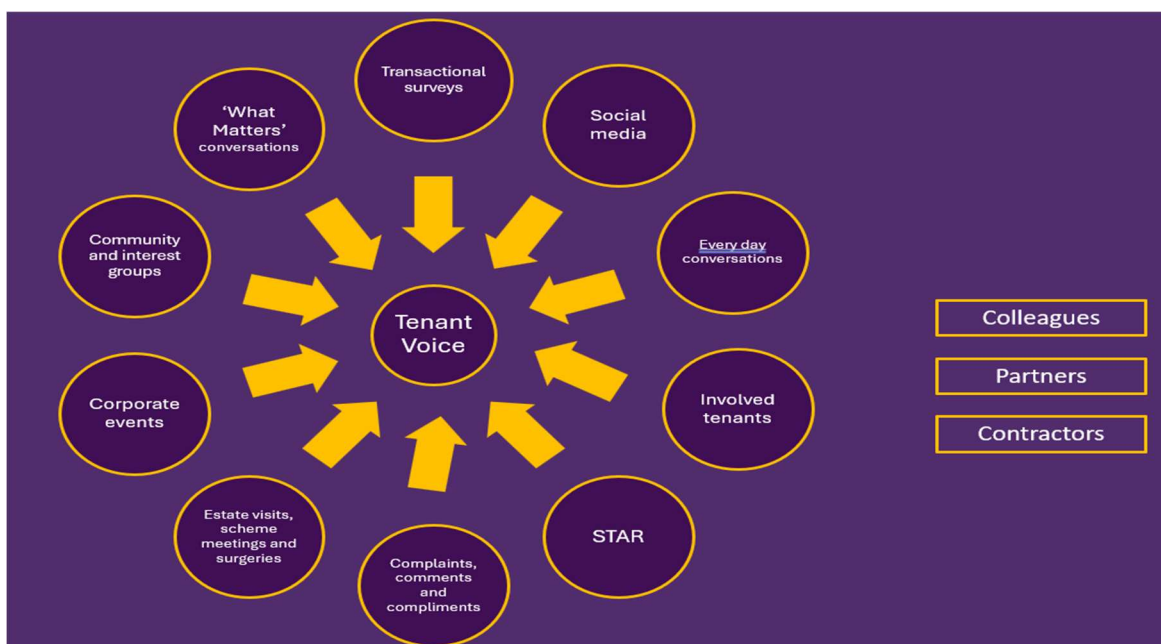 Transactional
surveys
Social
media
Every day
conversations
Involved
tenants
STAR
Complaints,
comments
and
compliments
Estate visits,
scheme
meetings and
surgeries
Corporate
events
Community
and interest
groups
‘What
Matters’
conversations
Tenant
Voice
Colleagues
Partners
Contractors